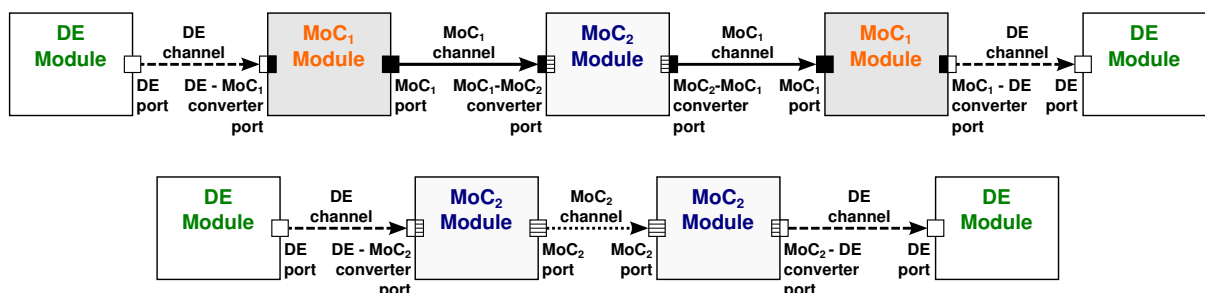 DE
Module
DE
channel
MoC₁
Module
MoC₁
channel
MoC₂
Module
MoC₁
channel
MoC₁
Module
DE
channel
DE
Module
DE
port
DE - MoC₁
converter
port
MoC₁
port
MoC₁-MoC₂
converter
port
MoC₂-MoC₁
converter
port
MoC₁
port
MoC₁ - DE
converter
port
DE
port
DE
Module
DE
channel
MoC₂
Module
MoC₂
channel
MoC₂
Module
DE
channel
DE
Module
DE
port
DE - MoC₂
converter
port
MoC₂
port
MoC₂
port
MoC₂ - DE
converter
port
DE
port